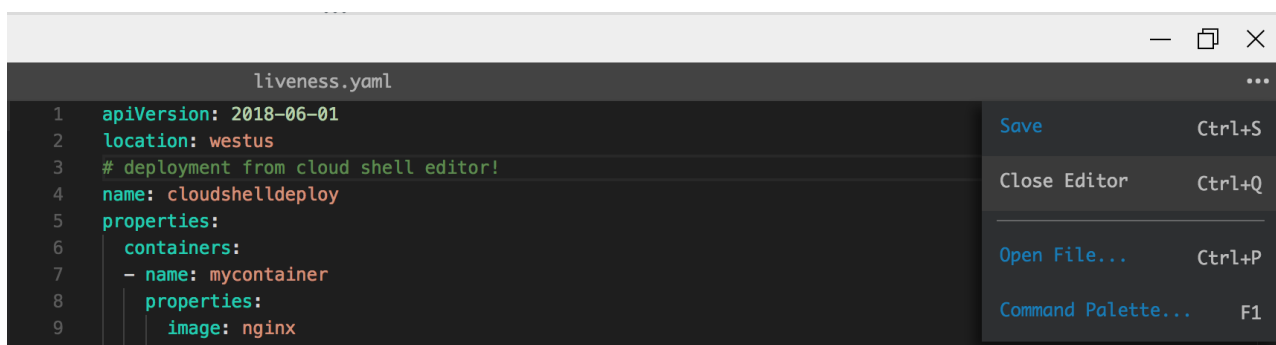 liveness.yaml
...
1 apiVersion: 2018-06-01
2 location: westus
3 # deployment from cloud shell editor!
4 name: cloudshelldeploy
5 properties:
6   containers:
7   - name: mycontainer
8     properties:
9       image: nginx
Save Ctrl+S
Close Editor Ctrl+Q
Open File... Ctrl+P
Command Palette... F1